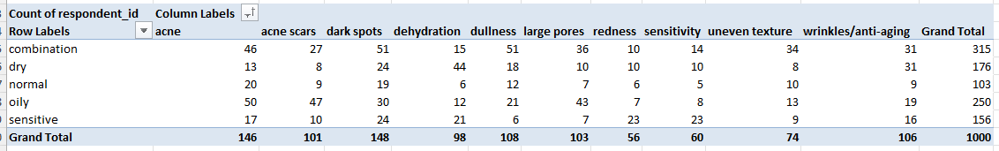 Count of respondent_id Column Labels
Row Labels acne acne scars dark spots dehydration dullness large pores redness sensitivity uneven texture wrinkles/anti-aging Grand Total
combination 46 27 51 15 51 36 10 14 34 31 315
dry 13 8 24 44 18 10 10 10 8 31 176
normal 20 9 19 6 12 7 6 5 10 9 103
oily 50 47 30 12 21 43 7 8 13 19 250
sensitive 17 10 24 21 6 7 23 23 9 16 156
Grand Total 146 101 148 98 108 103 56 60 74 106 1000